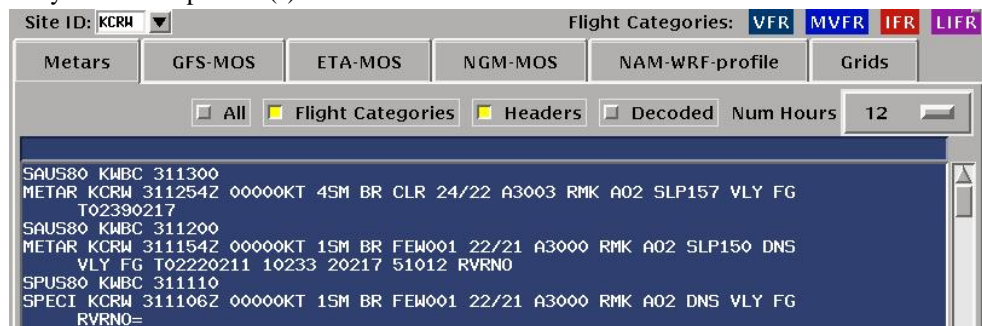 Site ID: KCRW Flight Categories: VFR MVFR IFR LIFR
Metars GFS-MOS ETA-MOS NGM-MOS NAM-WRF-profile Grids
All Flight Categories Headers Decoded Num Hours 12
SAUS80 KWBC 311300
METAR KCRW 311254Z 00000KT 4SM BR CLR 24/22 A3003 RMK AO2 SLP157 VLY FG
T02390217
SAUS80 KWBC 311200
METAR KCRW 311154Z 00000KT 1SM BR FEW001 22/21 A3000 RMK AO2 SLP150 DNS
VLY FG T02220211 10233 20217 51012 RVRNO
SPUS80 KWBC 311110
SPECI KCRW 311106Z 00000KT 1SM BR FEW001 22/21 A3000 RMK AO2 DNS VLY FG
RVRNO=